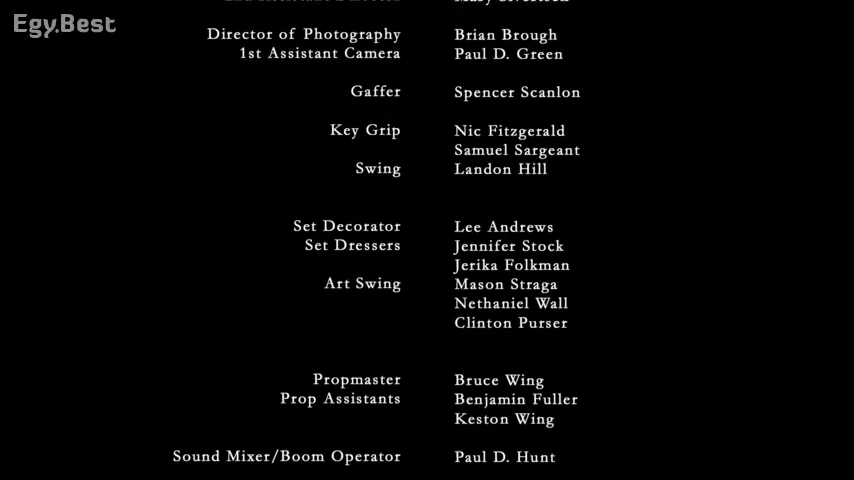 Egy.Best
Director of Photography Brian Brough
1st Assistant Camera Paul D. Green
Gaffer Spencer Scanlon
Key Grip Nic Fitzgerald
Samuel Sargeant
Swing Landon Hill
Set Decorator Lee Andrews
Set Dressers Jennifer Stock
Jerika Folkman
Art Swing Mason Straga
Nethaniel Wall
Clinton Purser
Propmaster Bruce Wing
Prop Assistants Benjamin Fuller
Keston Wing
Sound Mixer/Boom Operator Paul D. Hunt